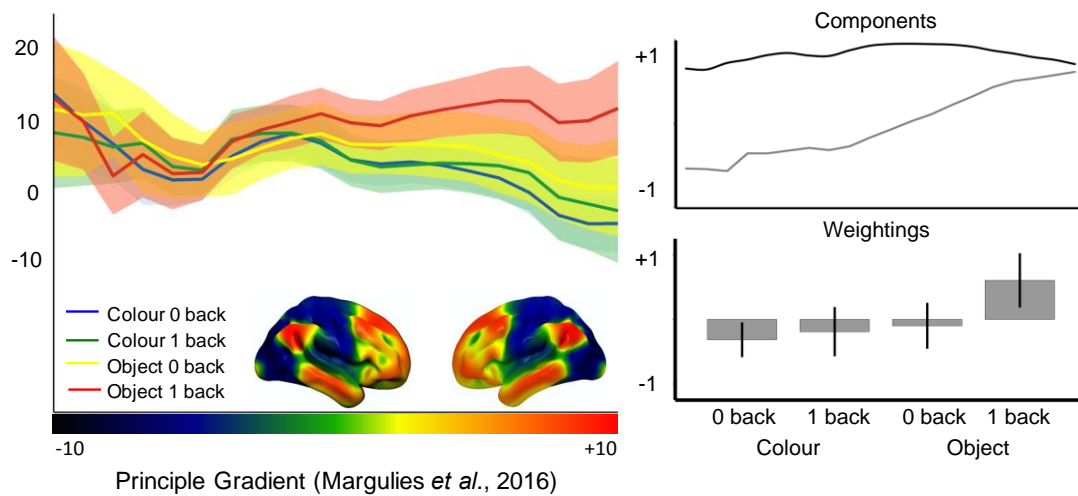 20
10
0
-10
Colour 0 back
Colour 1 back
Object 0 back
Object 1 back
-10
+10
Principle Gradient (Margulies et al., 2016)
Components
+1
-1
Weightings
+1
-1
0 back 1 back 0 back 1 back
Colour Object